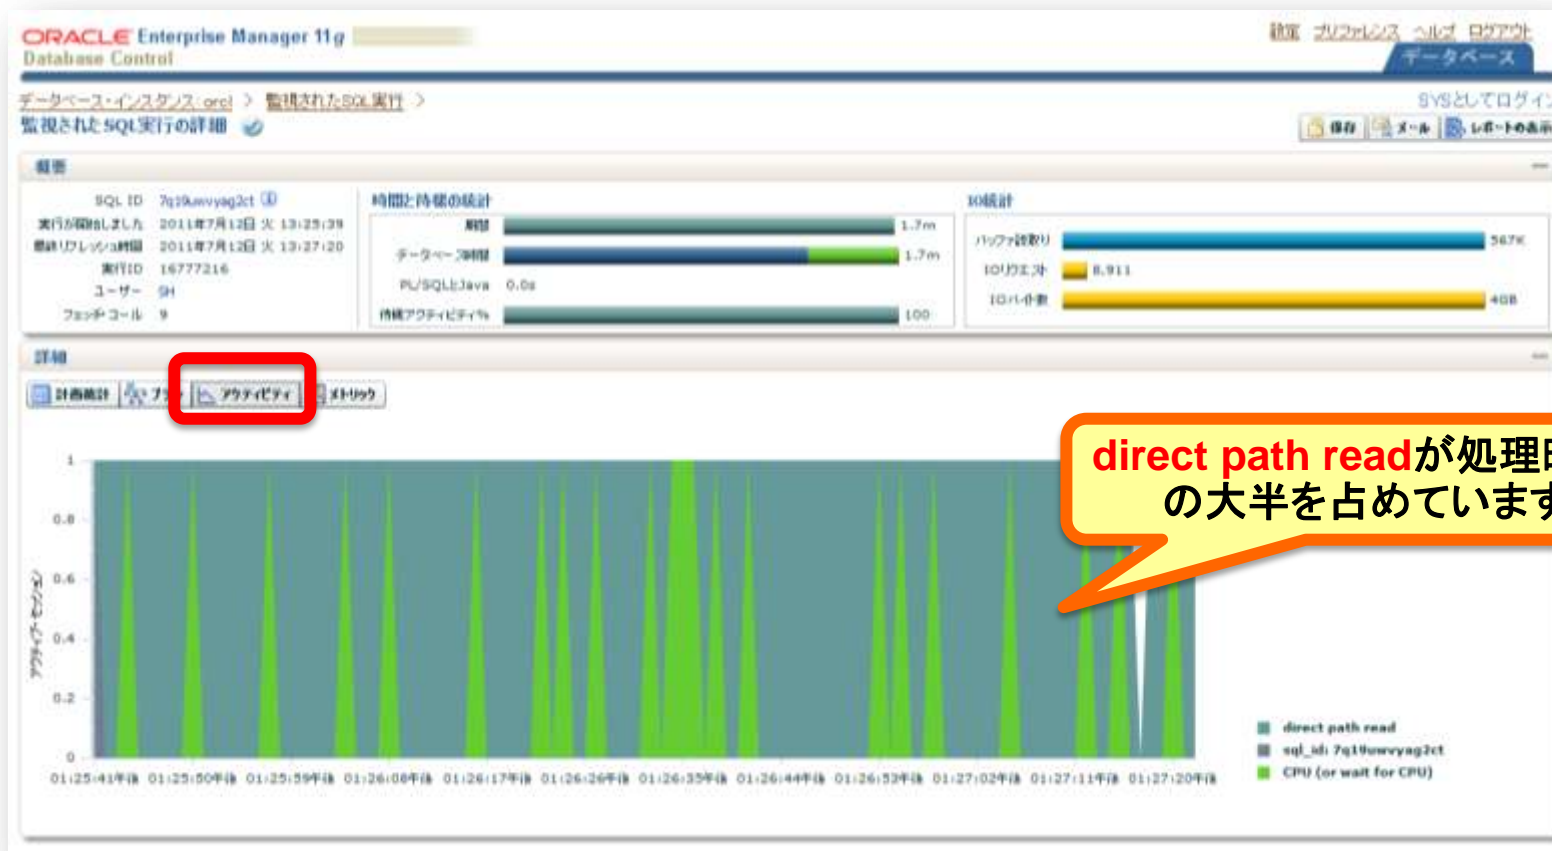 ORACLE Enterprise Manager 11g
Database Control
設定 プリファレンス ヘルプ ログアウト
データベース
データベース・インスタンス: orcl > 監視されたSQL実行 >
SYSとしてログイン
監視されたSQL実行の詳細
保存 メール レポートの表示
概要
SQL ID 7q19uwvyag2ct
実行が開始しました 2011年7月12日 火 13:25:39
最終リフレッシュ時間 2011年7月12日 火 13:27:20
実行ID 16777216
ユーザー SH
フェッチ・コール 9
時間と待機の統計
期間 1.7m
データベース時間 1.7m
PL/SQLとJava 0.0s
待機アクティビティ% 100
IO統計
バッファ読取り 567K
IOリクエスト 8,911
IOバイト数 4GB
詳細
計画統計 プラン アクティビティ メトリック
direct path readが処理時
の大半を占めています
アクティブ・セッション
1
0.8
0.6
0.4
0.2
0
01:25:41午後 01:25:50午後 01:25:59午後 01:26:08午後 01:26:17午後 01:26:26午後 01:26:35午後 01:26:44午後 01:26:53午後 01:27:02午後 01:27:11午後 01:27:20午後
direct path read
sql_id: 7q19uwvyag2ct
CPU (or wait for CPU)